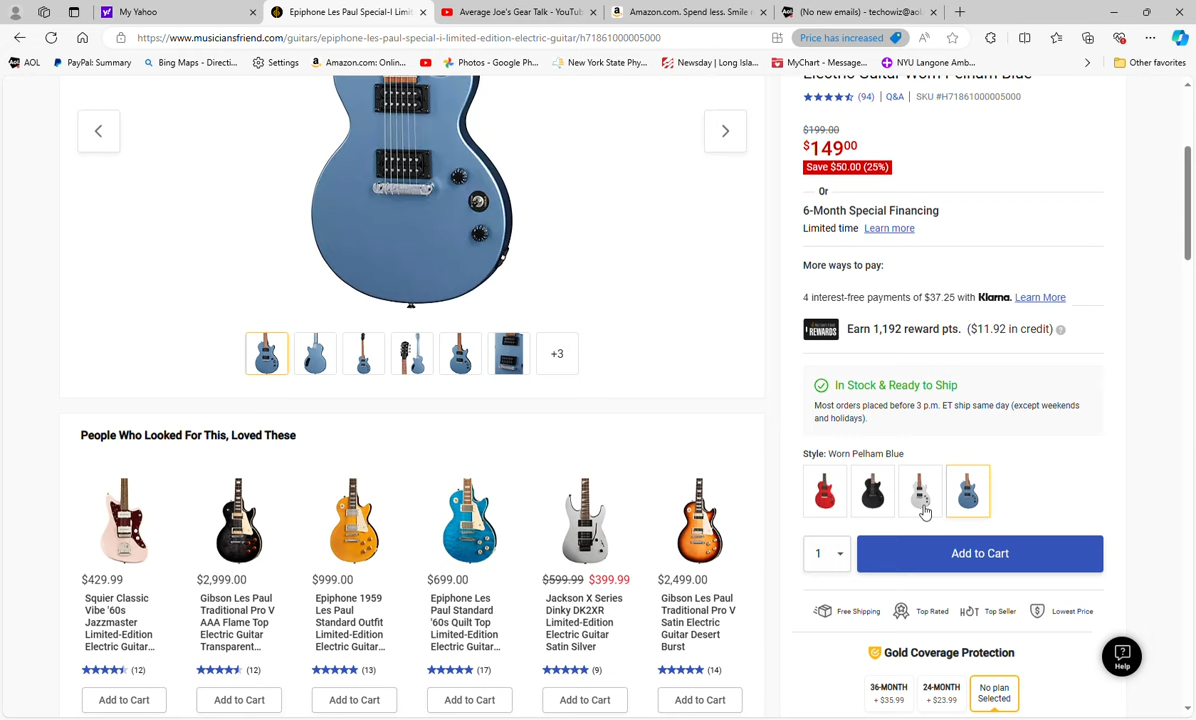 My Yahoo
Epiphone Les Paul Special-I Limit
Average Joe's Gear Talk - YouTub
Amazon.com. Spend less. Smile m
(No new emails) - techowiz@aol
https://www.musiciansfriend.com/guitars/epiphone-les-paul-special-i-limited-edition-electric-guitar/h71861000005000
Price has increased
AOL
PayPal: Summary
Bing Maps - Directi...
Settings
Amazon.com: Onlin...
Photos - Google Ph...
New York State Phy...
Newsday | Long Isla...
MyChart - Message...
NYU Langone Amb...
Other favorites
Electric Guitar Worn Pelham Blue
(94) | Q&A | SKU #H71861000005000
$199.00
$149.00
Save $50.00 (25%)
Or
6-Month Special Financing
Limited time Learn more
More ways to pay:
4 interest-free payments of $37.25 with Klarna. Learn More
REWARDS
Earn 1,192 reward pts. ($11.92 in credit) ?
In Stock & Ready to Ship
Most orders placed before 3 p.m. ET ship same day (except weekends
and holidays).
Style: Worn Pelham Blue
1
Add to Cart
Free Shipping
Top Rated
HOT Top Seller
Lowest Price
Gold Coverage Protection
36-MONTH
+ $35.99
24-MONTH
+ $23.99
No plan
Selected
Help
+3
People Who Looked For This, Loved These
$429.99
Squier Classic
Vibe '60s
Jazzmaster
Limited-Edition
Electric Guitar...
(12)
Add to Cart
$2,999.00
Gibson Les Paul
Traditional Pro V
AAA Flame Top
Electric Guitar
Transparent...
(12)
Add to Cart
$999.00
Epiphone 1959
Les Paul
Standard Outfit
Limited-Edition
Electric Guitar...
(13)
Add to Cart
$699.00
Epiphone Les
Paul Standard
'60s Quilt Top
Limited-Edition
Electric Guitar...
(17)
Add to Cart
$599.99 $399.99
Jackson X Series
Dinky DK2XR
Limited-Edition
Electric Guitar
Satin Silver
(9)
Add to Cart
$2,499.00
Gibson Les Paul
Traditional Pro V
Satin Electric
Guitar Desert
Burst
(14)
Add to Cart